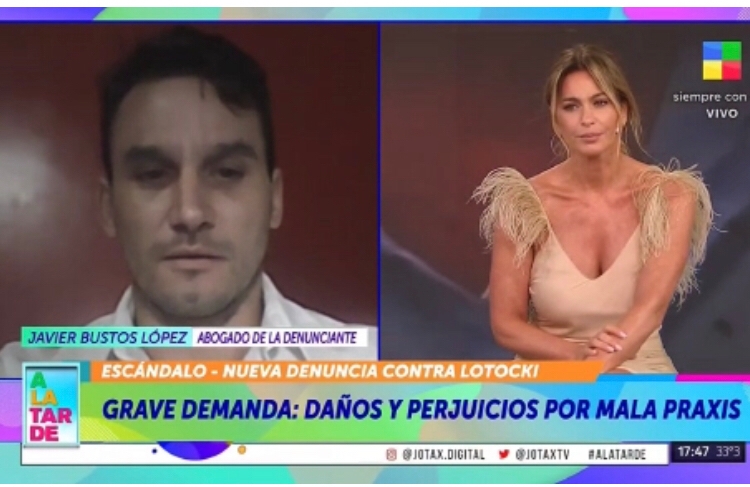 siempre con
VIVO
JAVIER BUSTOS LÓPEZ ABOGADO DE LA DENUNCIANTE
ESCÁNDALO - NUEVA DENUNCIA CONTRA LOTOCKI
A LA TAR DE
GRAVE DEMANDA: DAÑOS Y PERJUICIOS POR MALA PRAXIS
@JOTAX.DIGITAL @JOTAXTV #ALATARDE 17:47 33°3